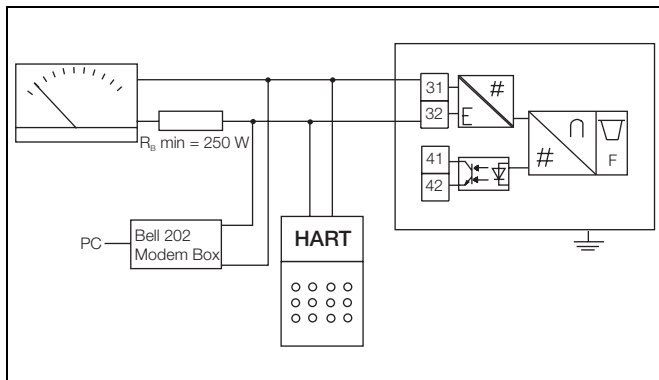 31
#
32
E
R_B min = 250 W
∩
F
#
41
42
PC
Bell 202
Modem Box
HART